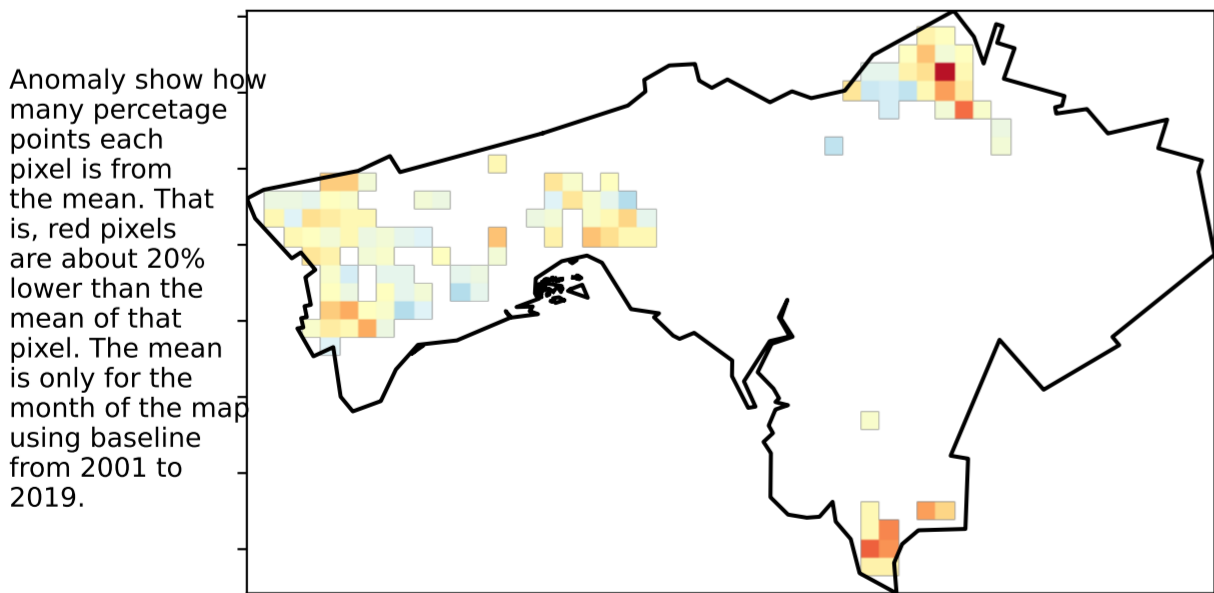 Anomaly show how
many percetage
points each
pixel is from
the mean. That
is, red pixels
are about 20%
lower than the
mean of that
pixel. The mean
is only for the
month of the map
using baseline
from 2001 to
2019.